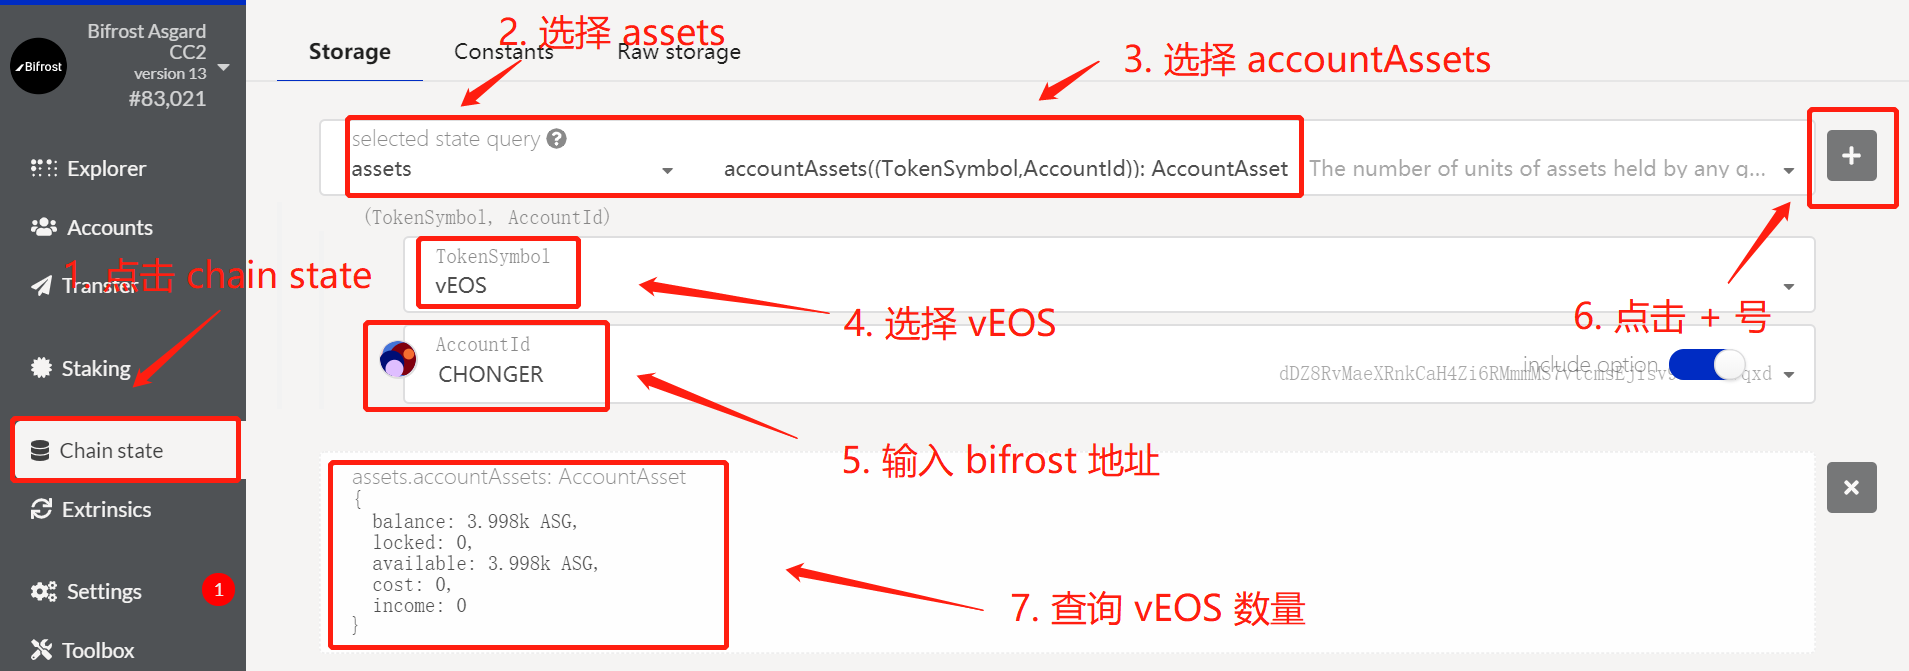 Bifrost Asgard
CC2
version 13
#83,021
Bifrost
Explorer
Accounts
Transfer
1. 点击 chain state
Staking
Chain state
Extrinsics
Settings
1
Toolbox
Storage
Constants
Raw storage
2. 选择 assets
3. 选择 accountAssets
selected state query
assets
accountAssets((TokenSymbol,AccountId)): AccountAsset
The number of units of assets held by any q...
(TokenSymbol, AccountId)
TokenSymbol
vEOS
4. 选择 vEOS
6. 点击 + 号
AccountId
CHONGER
include option
5. 输入 bifrost 地址
assets.accountAssets: AccountAsset
{
balance: 3.998k ASG,
locked: 0,
available: 3.998k ASG,
cost: 0,
income: 0
}
7. 查询 vEOS 数量